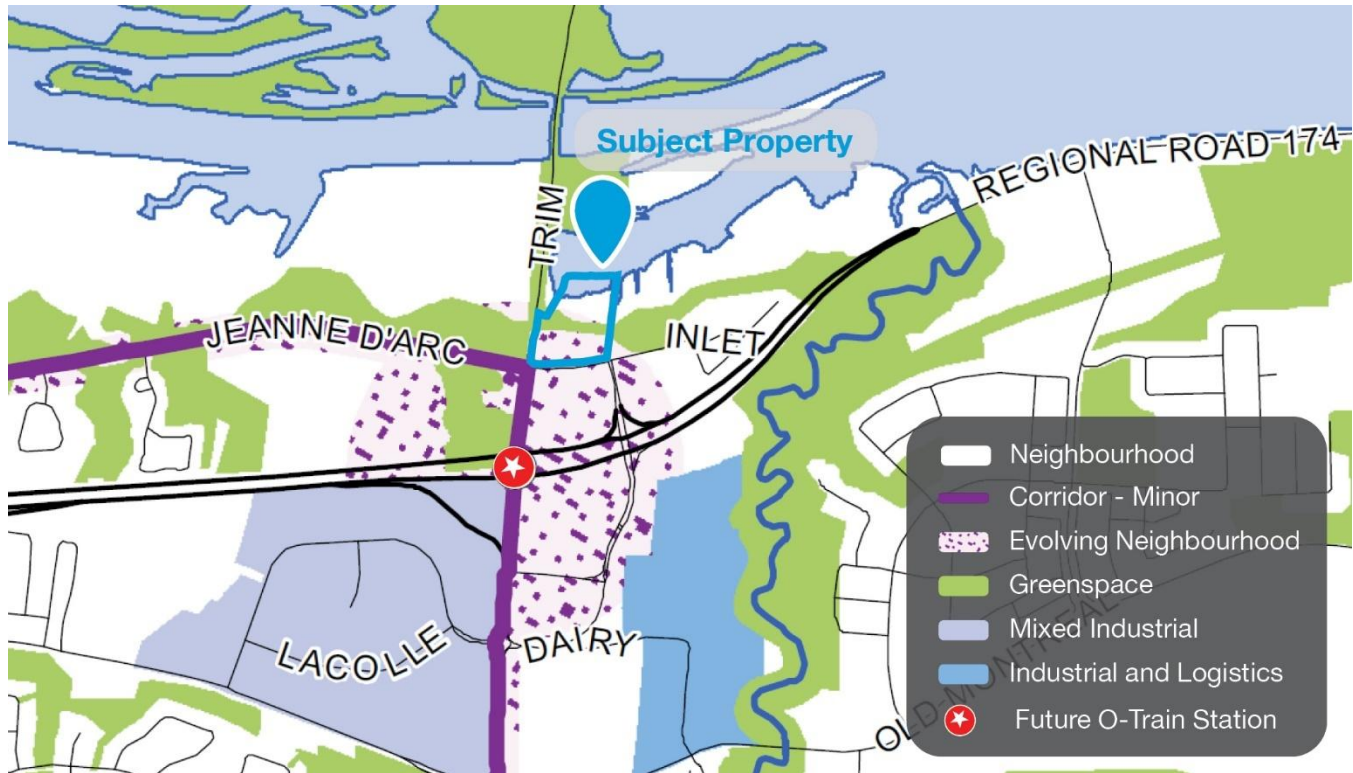 Subject Property
REGIONAL ROAD 174
TRIM
JEANNE D'ARC
INLET
LACOLLE
DAIRY
OLD MONTREAL
Neighbourhood
Corridor - Minor
Evolving Neighbourhood
Greenspace
Mixed Industrial
Industrial and Logistics
Future O-Train Station